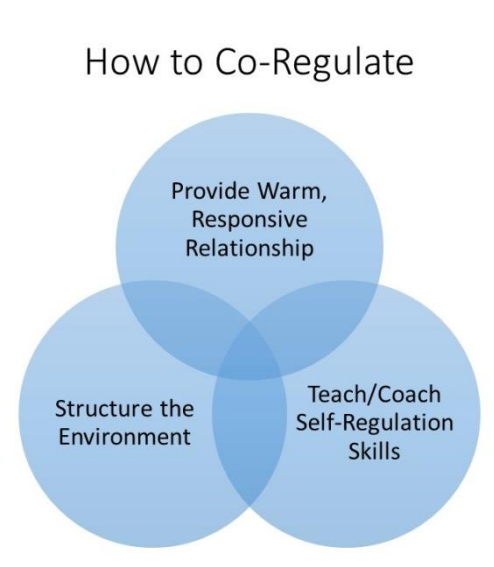 How to Co-Regulate
Provide Warm,
Responsive
Relationship
Structure the
Environment
Teach/Coach
Self-Regulation
Skills